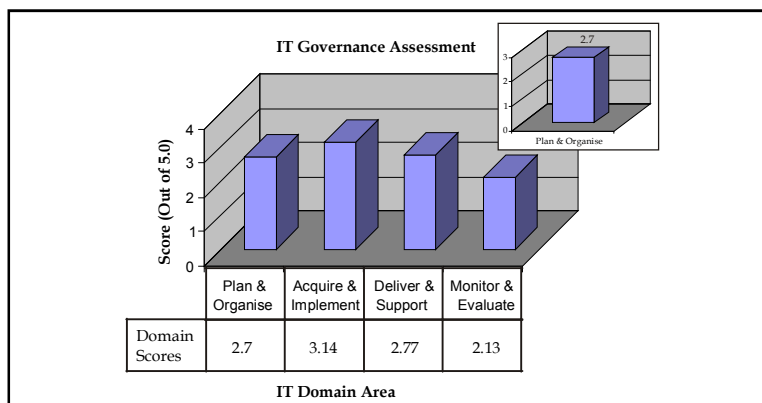 IT Governance Assessment
2.7
3
2
1
0
Plan & Organise
Score (Out of 5.0)
4
3
2
1
0
Plan & Organise
Acquire & Implement
Deliver & Support
Monitor & Evaluate
Domain Scores
2.7
3.14
2.77
2.13
IT Domain Area